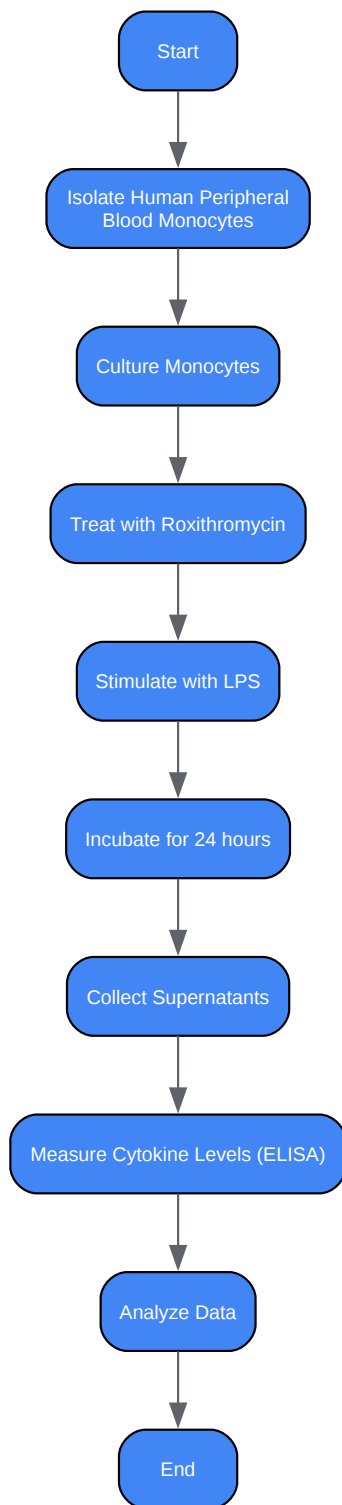 Start
Isolate Human Peripheral
Blood Monocytes
Culture Monocytes
Treat with Roxithromycin
Stimulate with LPS
Incubate for 24 hours
Collect Supernatants
Measure Cytokine Levels (ELISA)
Analyze Data
End